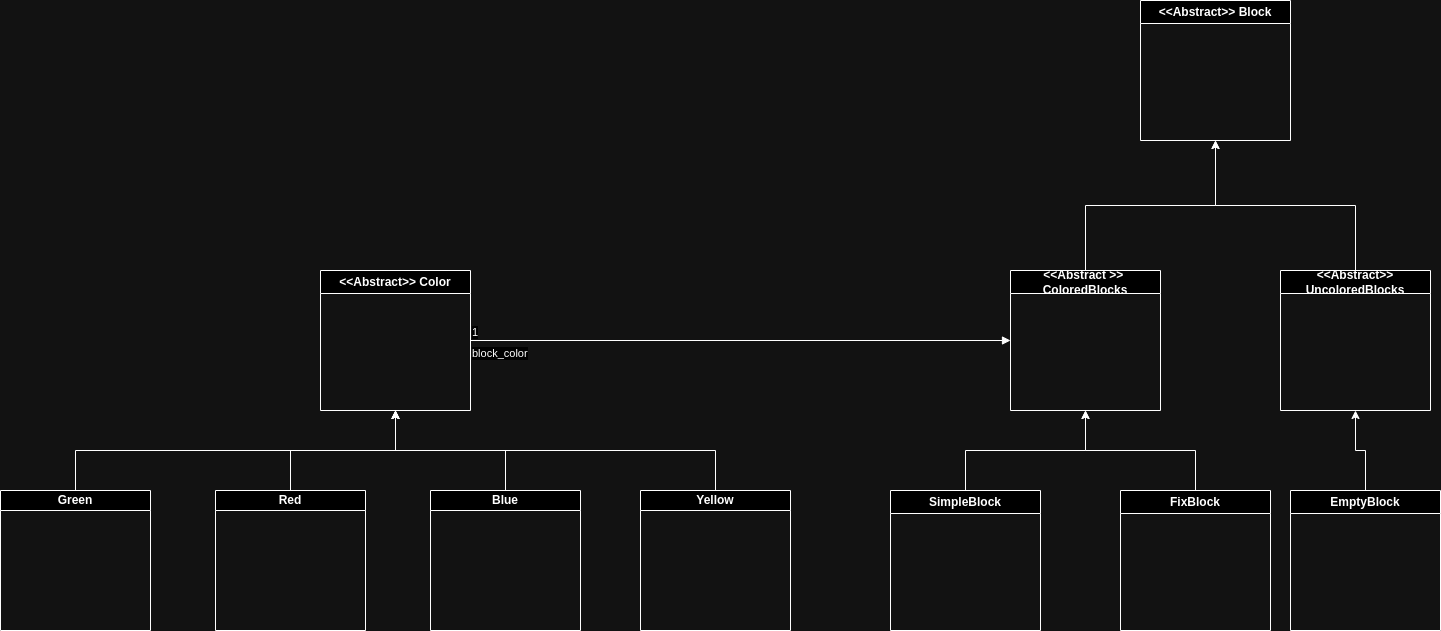 <<Abstract>> Block
<<Abstract>> Color
<<Abstract >>
ColoredBlocks
<<Abstract>>
UncoloredBlocks
1
block_color
Green
Red
Blue
Yellow
SimpleBlock
FixBlock
EmptyBlock